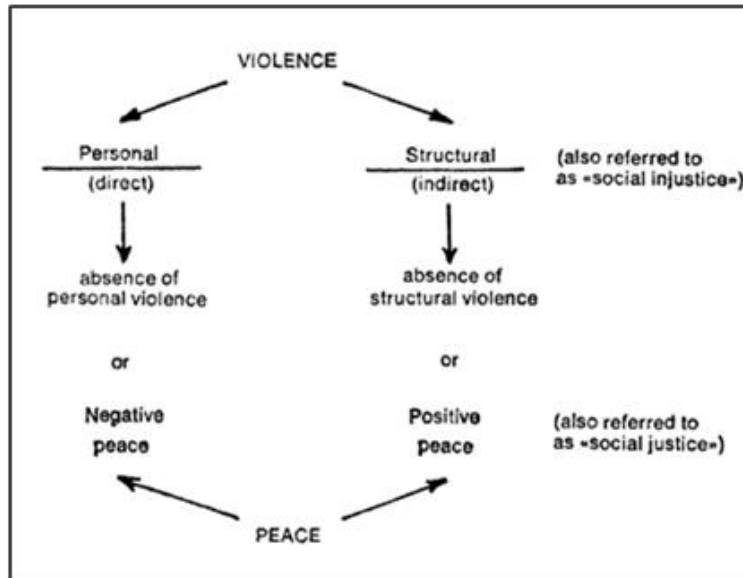 VIOLENCE
Personal
(direct)
Structural
(indirect)
(also referred to
as «social injustice»)
absence of
personal violence
absence of
structural violence
or
or
Negative
peace
Positive
peace
(also referred to
as «social justice»)
PEACE